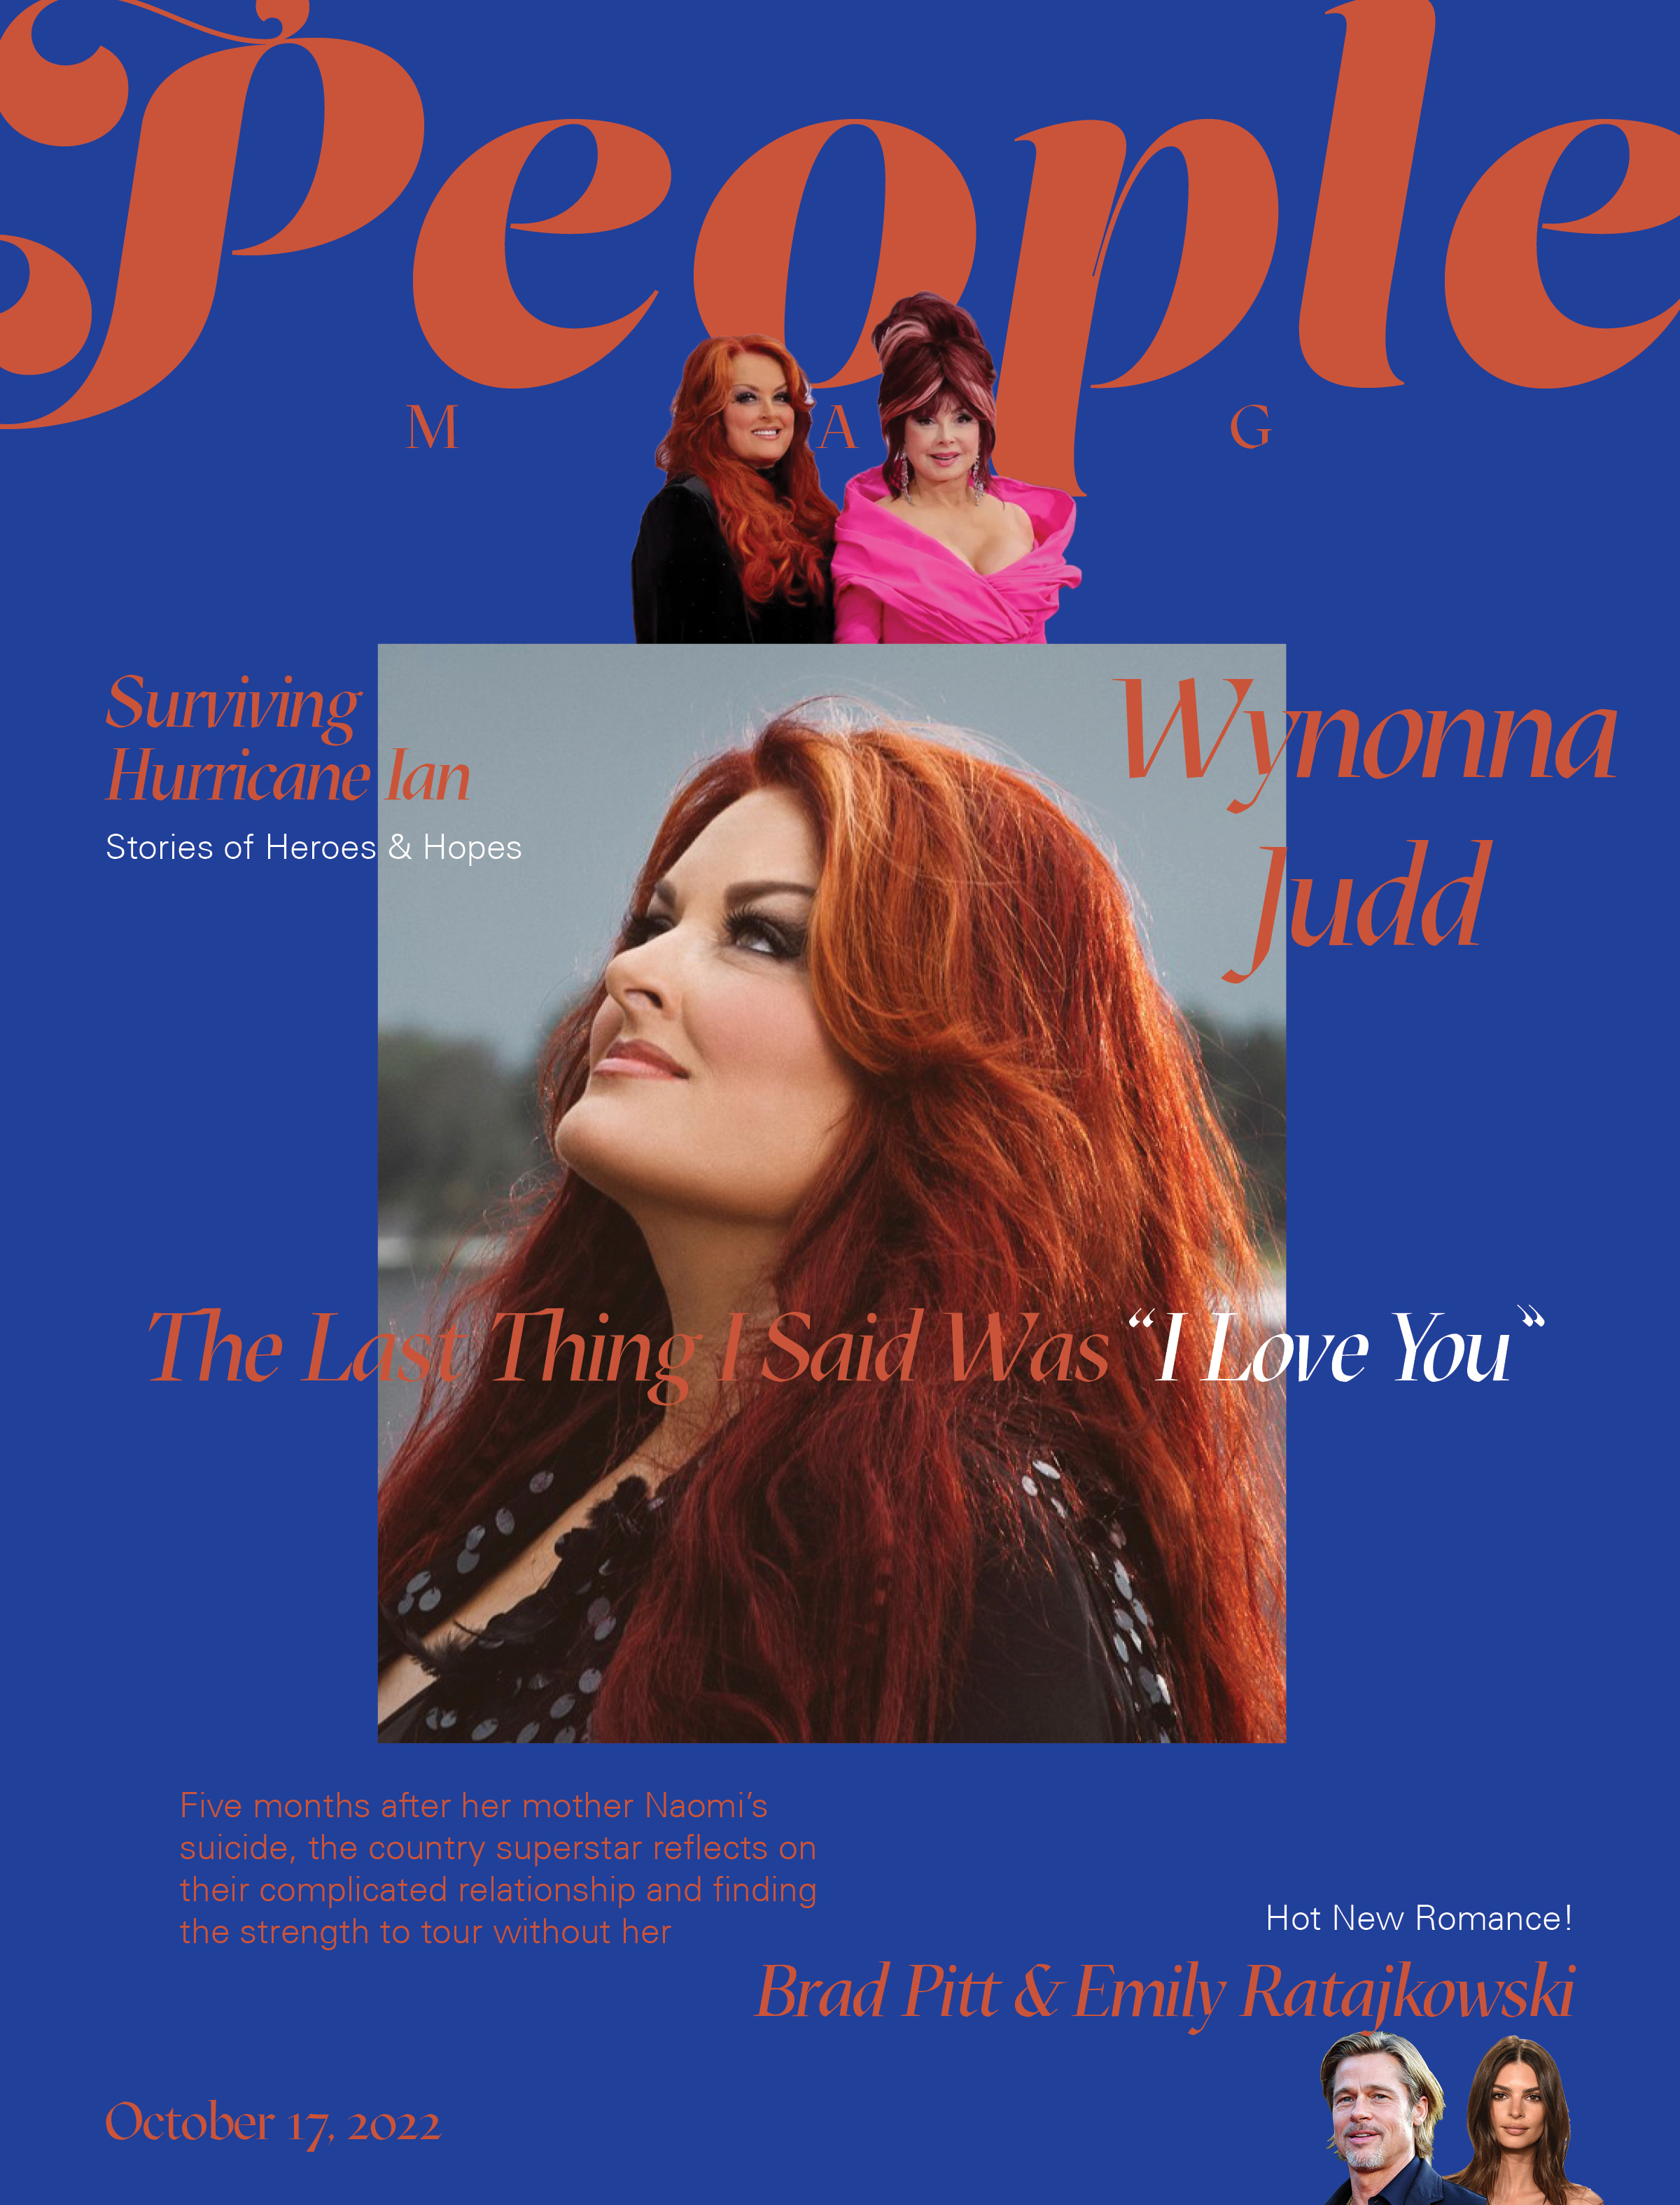 People
M A G
Surviving
Hurricane Ian
Stories of Heroes & Hopes
Wynonna
Judd
The Last Thing I Said Was “I Love You”
Five months after her mother Naomi’s
suicide, the country superstar reflects on
their complicated relationship and finding
the strength to tour without her
Hot New Romance!
Brad Pitt & Emily Ratajkowski
October 17, 2022